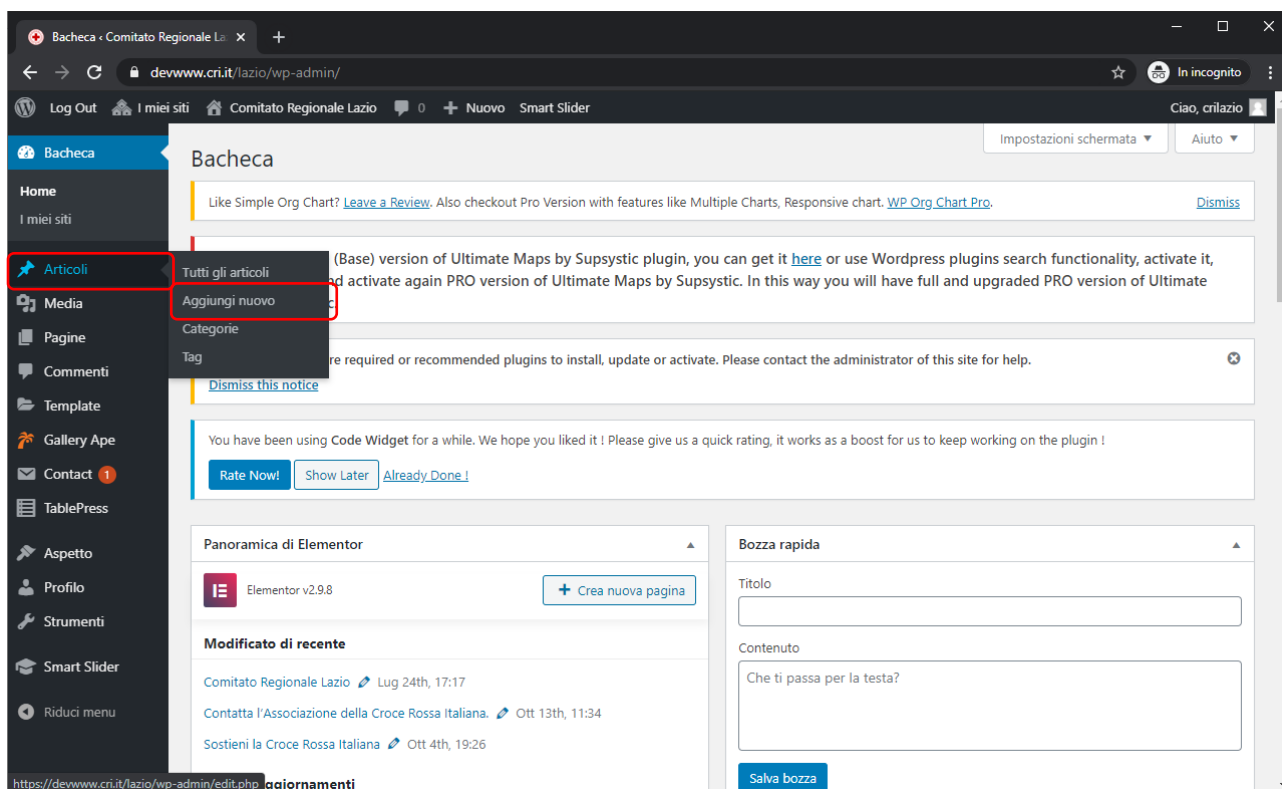 Bacheca ‹ Comitato Regionale La
devwww.cri.it/lazio/wp-admin/
In incognito
Log Out I miei siti Comitato Regionale Lazio 0 Nuovo Smart Slider Ciao, crilazio
Impostazioni schermata Aiuto
Bacheca
Home
I miei siti
Articoli
Media
Pagine
Commenti
Template
Gallery Ape
Contact 1
TablePress
Aspetto
Profilo
Strumenti
Smart Slider
Riduci menu
Tutti gli articoli
Aggiungi nuovo
Categorie
Tag
Bacheca
Like Simple Org Chart? Leave a Review. Also checkout Pro Version with features like Multiple Charts, Responsive chart. WP Org Chart Pro. Dismiss
(Base) version of Ultimate Maps by Supsystic plugin, you can get it here or use Wordpress plugins search functionality, activate it,
d activate again PRO version of Ultimate Maps by Supsystic. In this way you will have full and upgraded PRO version of Ultimate
re required or recommended plugins to install, update or activate. Please contact the administrator of this site for help.
Dismiss this notice
You have been using Code Widget for a while. We hope you liked it ! Please give us a quick rating, it works as a boost for us to keep working on the plugin !
Rate Now! Show Later Already Done !
Panoramica di Elementor
Elementor v2.9.8
Crea nuova pagina
Modificato di recente
Comitato Regionale Lazio Lug 24th, 17:17
Contatta l'Associazione della Croce Rossa Italiana. Ott 13th, 11:34
Sostieni la Croce Rossa Italiana Ott 4th, 19:26
ggiornamenti
Bozza rapida
Titolo
Contenuto
Che ti passa per la testa?
Salva bozza
https://devwww.cri.it/lazio/wp-admin/edit.php